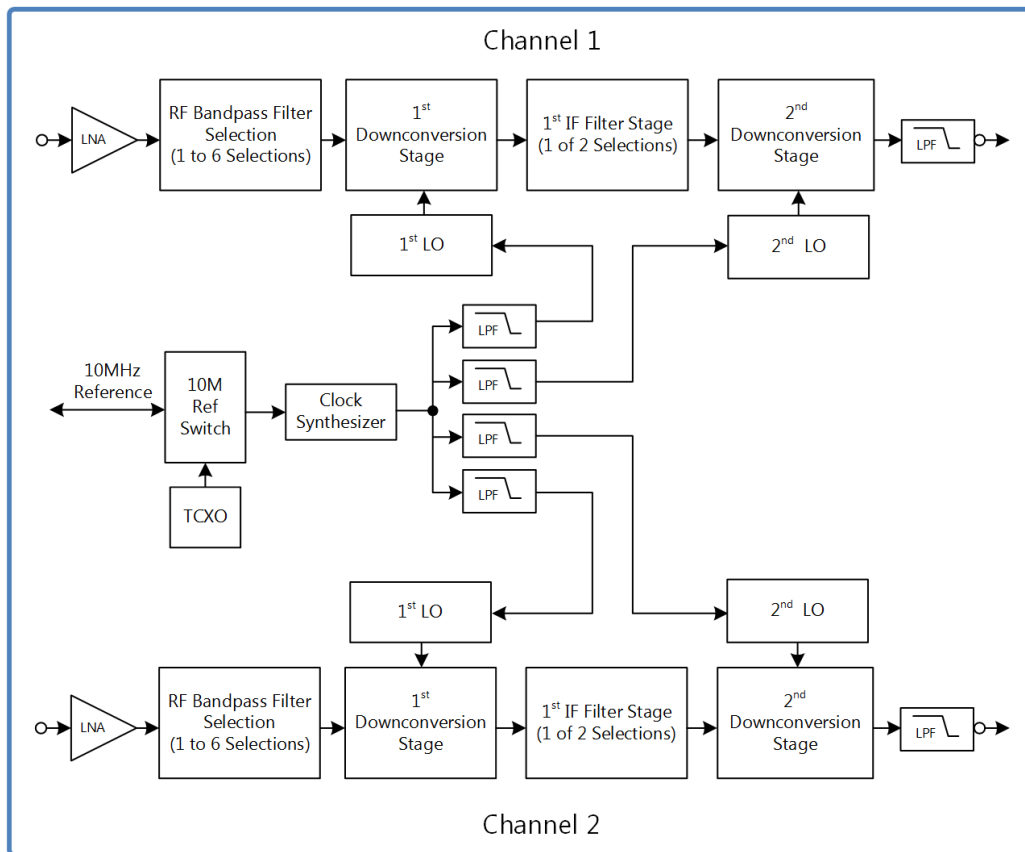 Channel 1
LNA
RF Bandpass Filter
Selection
(1 to 6 Selections)
1st
Downconversion
Stage
1st IF Filter Stage
(1 of 2 Selections)
2nd
Downconversion
Stage
LPF
1st LO
2nd LO
LPF
LPF
LPF
LPF
10MHz
Reference
10M
Ref
Switch
Clock
Synthesizer
TCXO
1st LO
2nd LO
LNA
RF Bandpass Filter
Selection
(1 to 6 Selections)
1st
Downconversion
Stage
1st IF Filter Stage
(1 of 2 Selections)
2nd
Downconversion
Stage
LPF
Channel 2